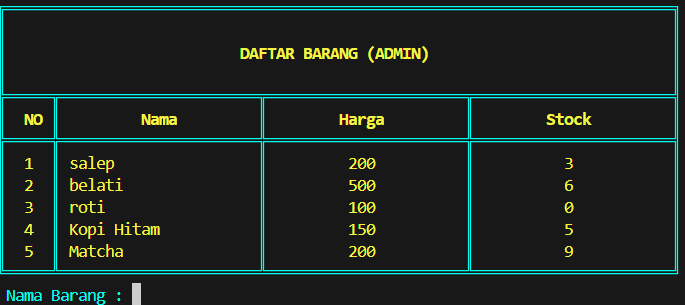 DAFTAR BARANG (ADMIN)
NO Nama Harga Stock
1 salep 200 3
2 belati 500 6
3 roti 100 0
4 Kopi Hitam 150 5
5 Matcha 200 9
Nama Barang :